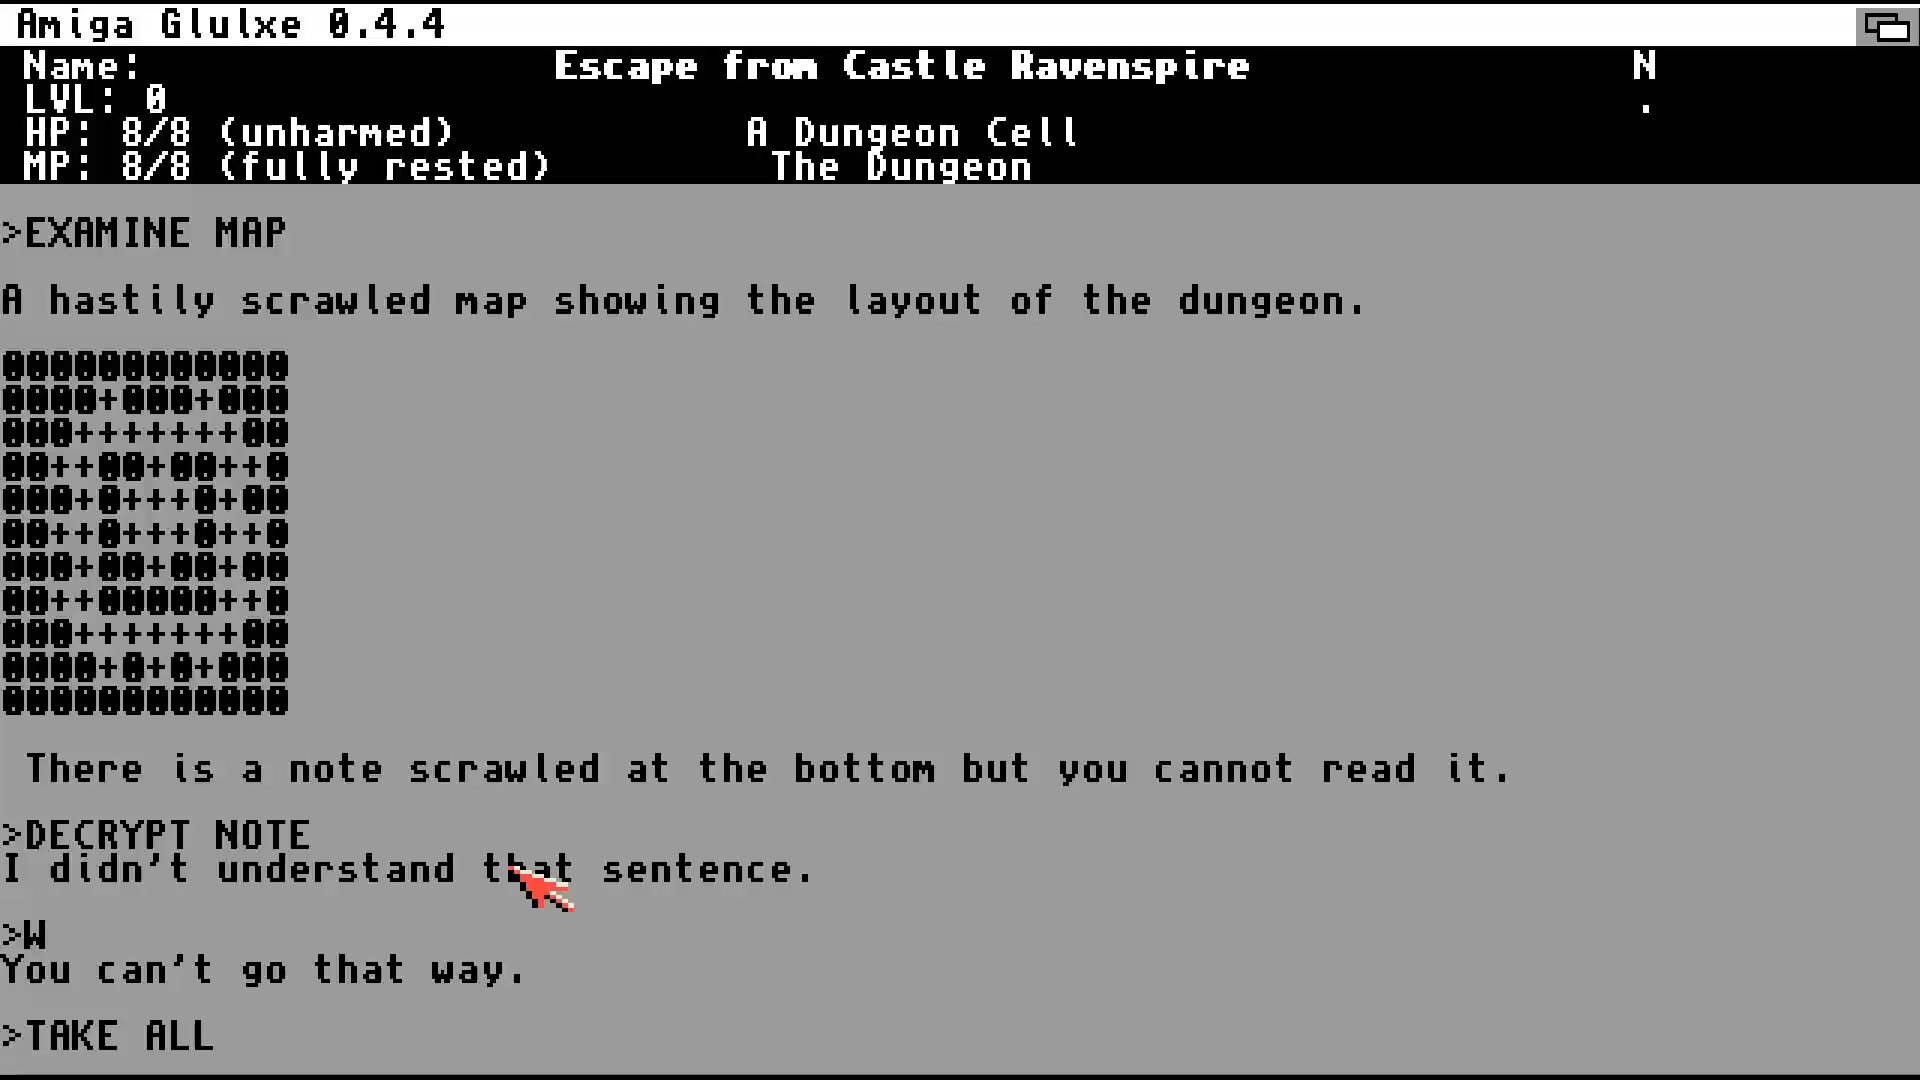 Amiga Glulxe 0.4.4
Name: Escape from Castle Ravenspire N
LVL: 0 .
HP: 8/8 (unharmed) A Dungeon Cell
MP: 8/8 (fully rested) The Dungeon
>EXAMINE MAP
A hastily scrawled map showing the layout of the dungeon.
000000000000
0000+000+000
000+++++++00
00++00+00++0
000+0+++0+00
00++0+++0++0
000+00+00+00
00++00000++0
000+++++++00
0000+0+0+000
000000000000
There is a note scrawled at the bottom but you cannot read it.
>DECRYPT NOTE
I didn't understand that sentence.
>W
You can't go that way.
>TAKE ALL